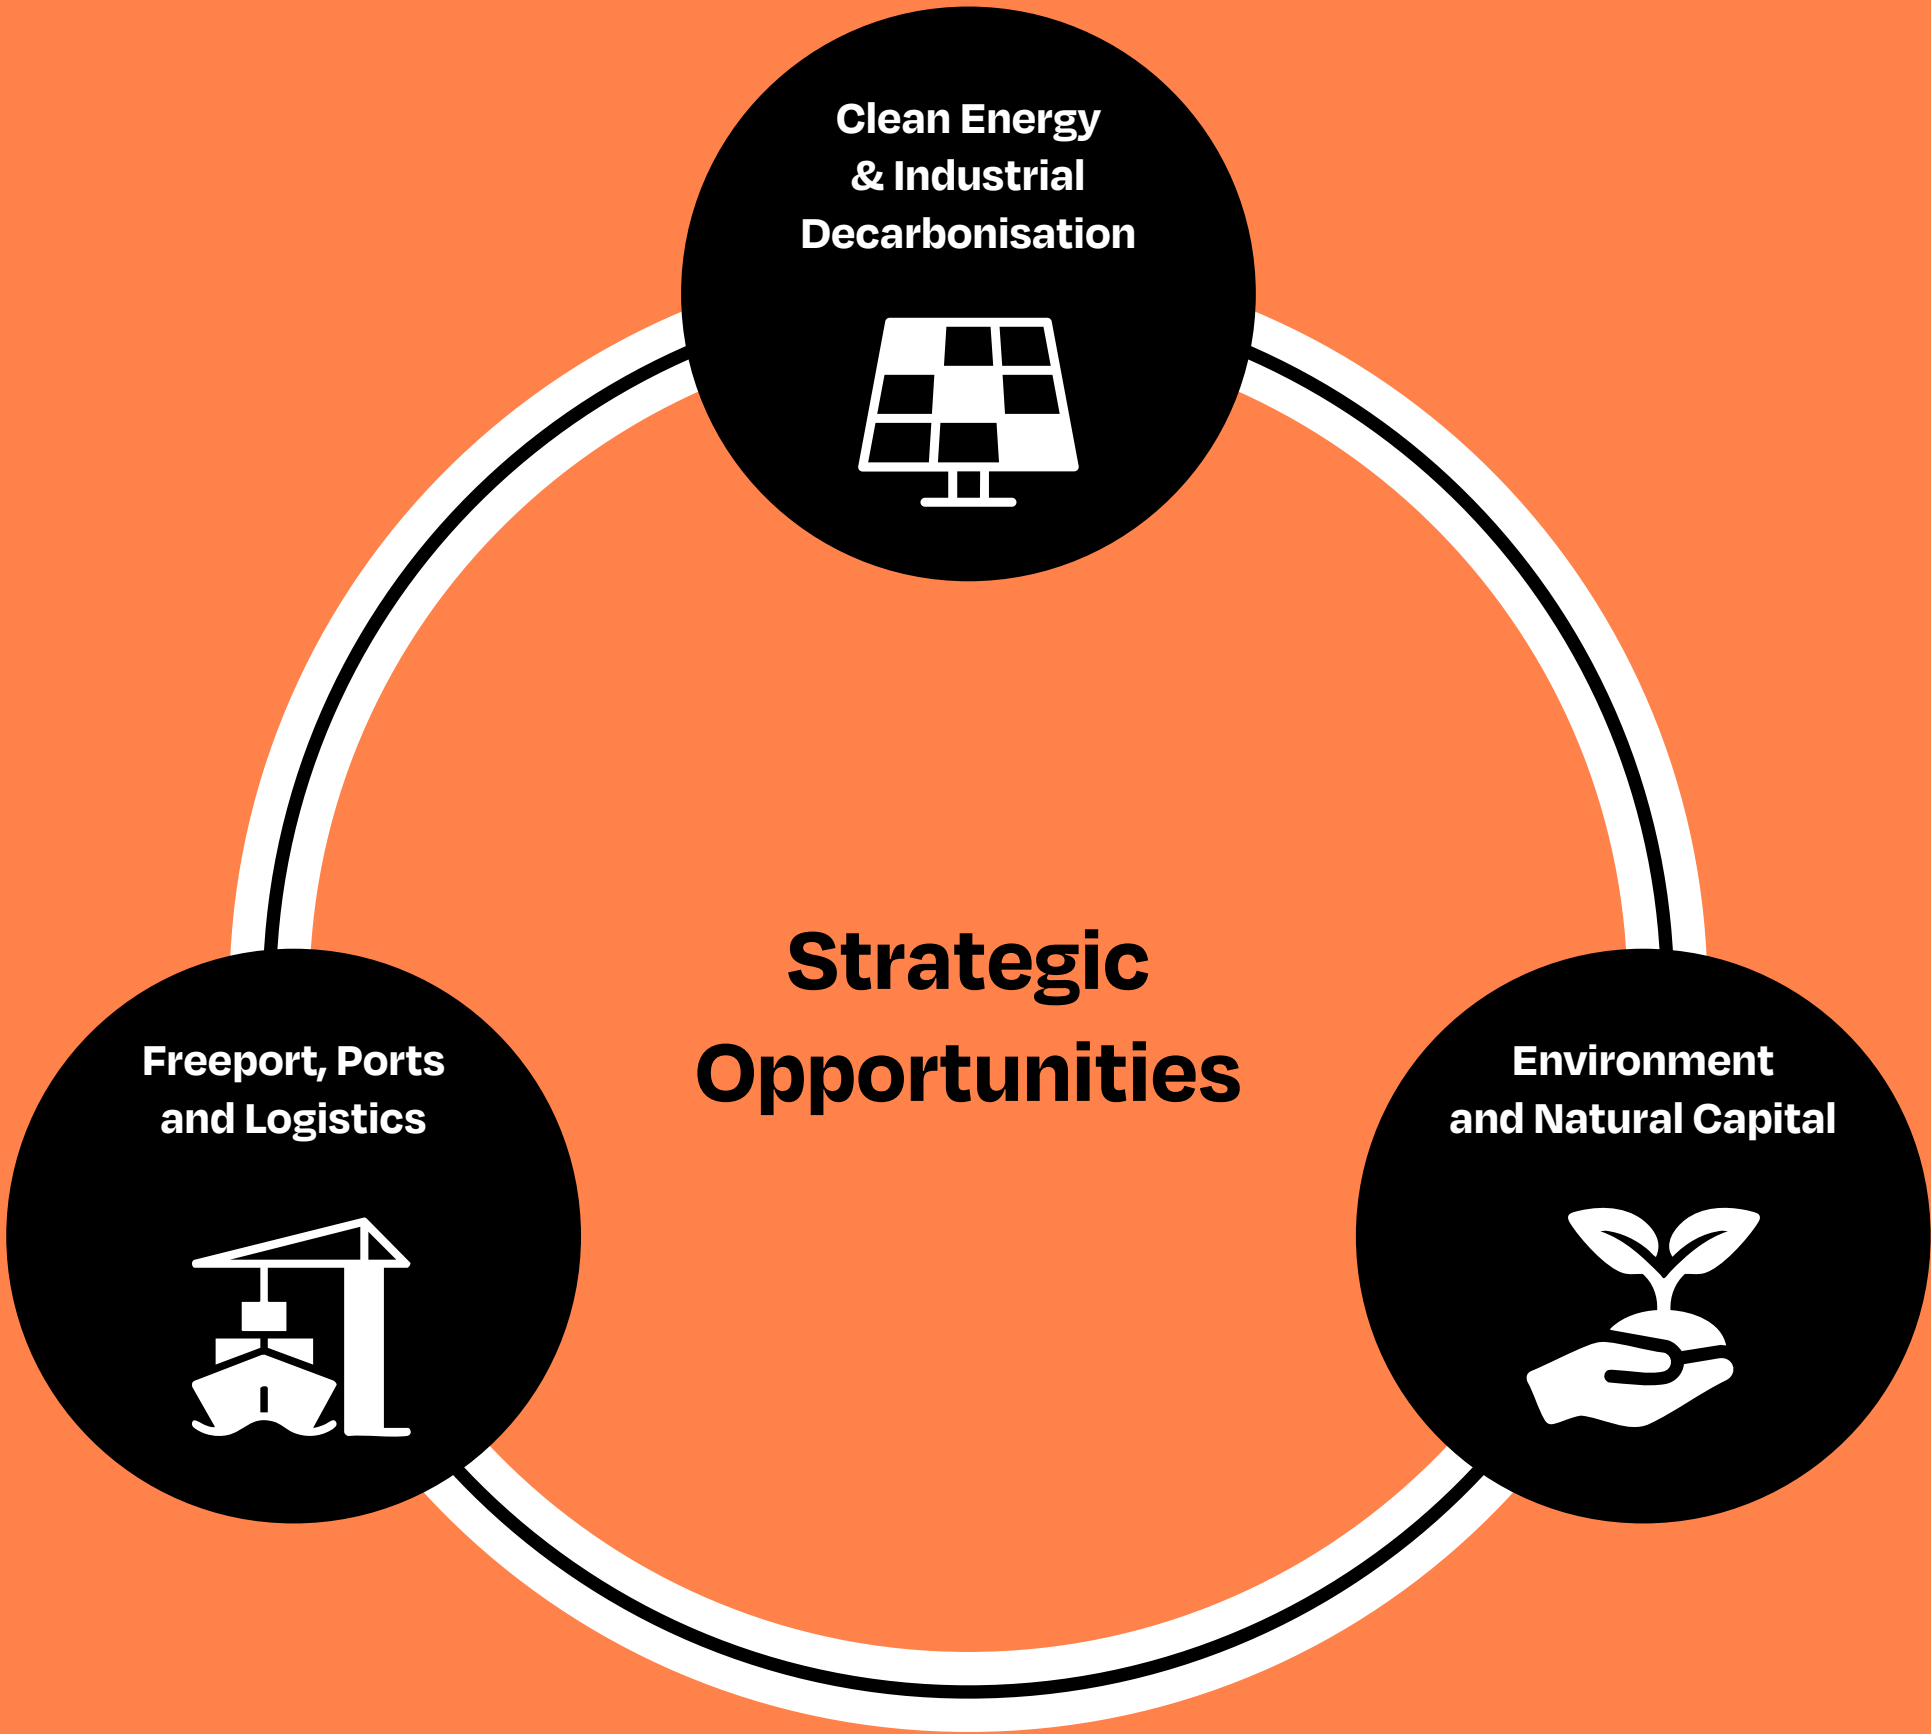 Clean Energy
& Industrial
Decarbonisation
Strategic
Opportunities
Freeport, Ports
and Logistics
Environment
and Natural Capital